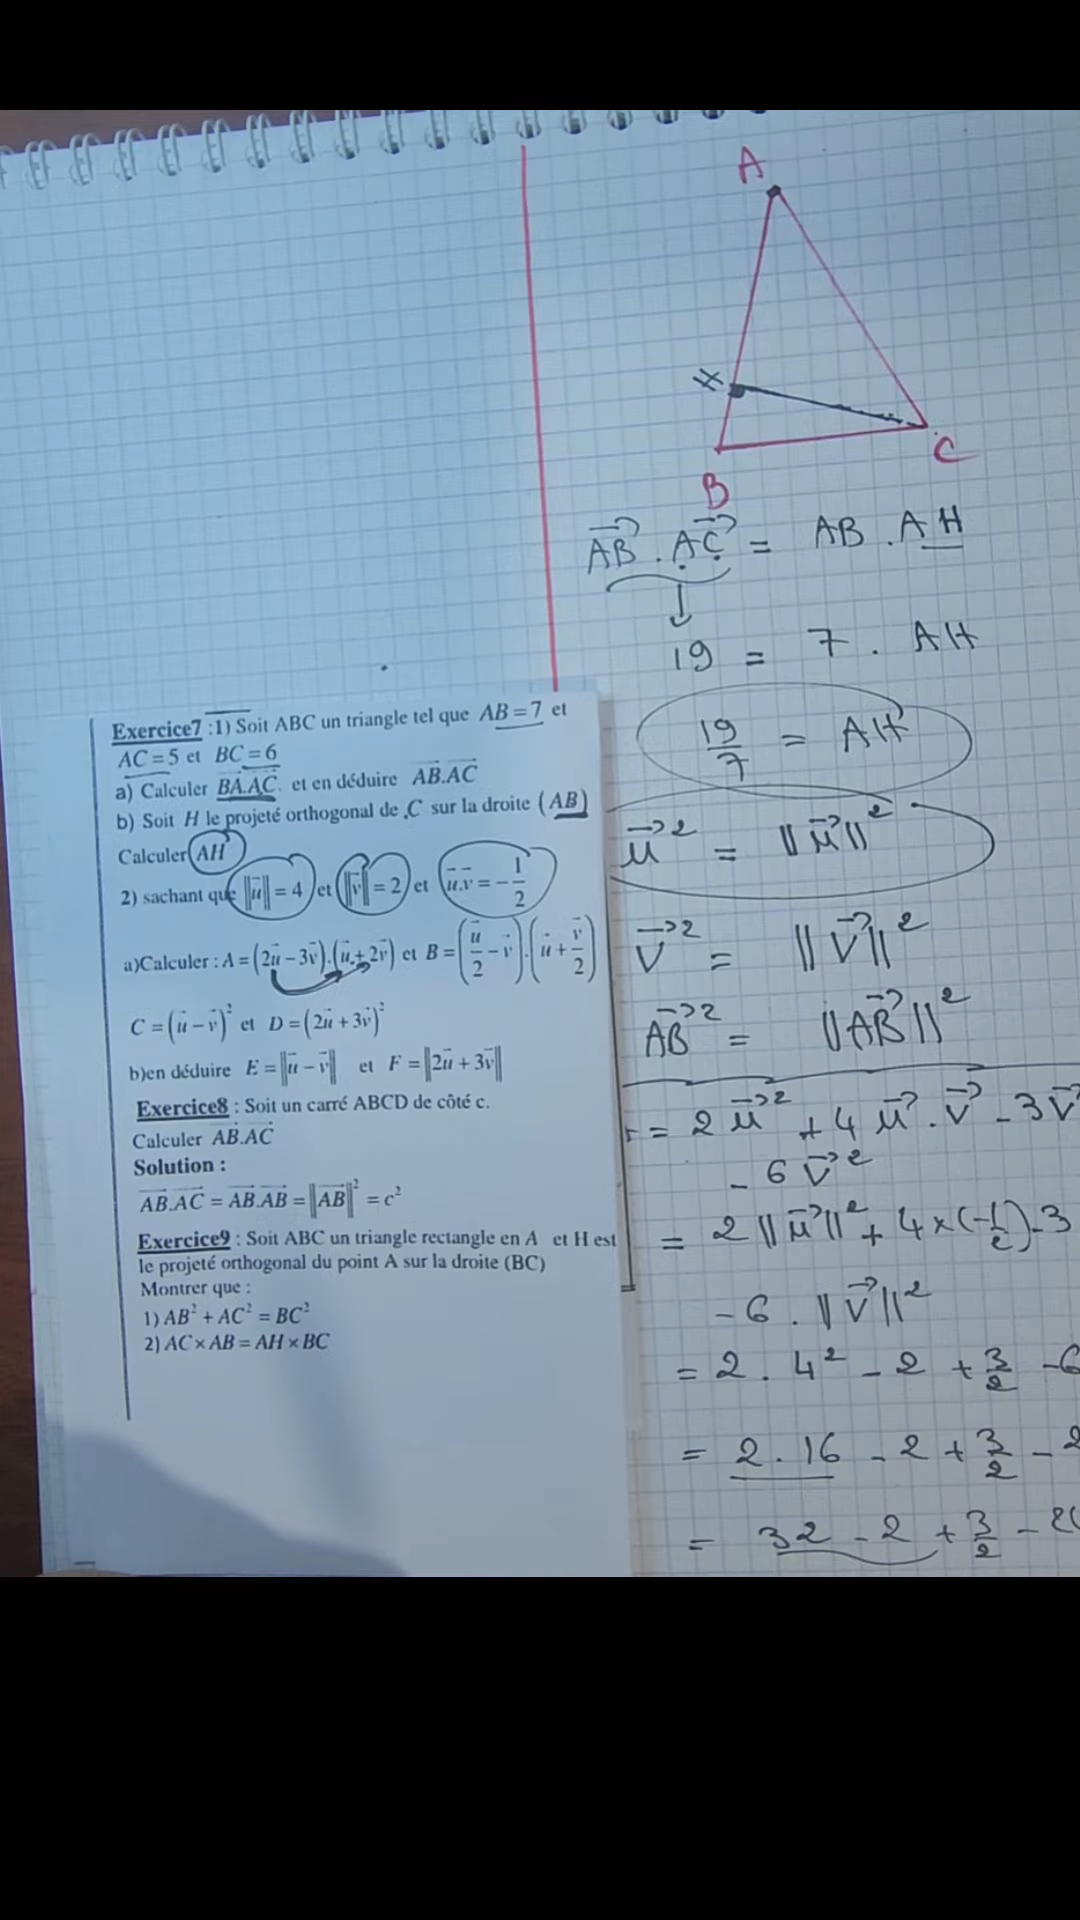 A
H
C
B
AB . AC = AB . AH
19 = 7 . AH
19/7 = AH
u² = ||u||²
v² = ||v||²
AB² = ||AB||²
= 2u² + 4u . v - 3v
- 6v²
= 2||u||² + 4×(-1/2) - 3
- 6 . ||v||²
= 2 . 4² - 2 + 3/2 - 6
= 2 . 16 - 2 + 3/2 - 2
= 32 - 2 + 3/2 - 2
Exercice7 :1) Soit ABC un triangle tel que AB = 7 et
AC = 5 et BC = 6
a) Calculer BA.AC et en déduire AB.AC
b) Soit H le projeté orthogonal de C sur la droite (AB)
Calculer AH
2) sachant que ||u|| = 4 et ||v|| = 2 et u.v = -1/2
a)Calculer : A = (2u - 3v).(u + 2v) et B = (u/2 - v).(u + v/2)
C = (u - v)² et D = (2u + 3v)²
b)en déduire E = ||u - v|| et F = ||2u + 3v||
Exercice8 : Soit un carré ABCD de côté c.
Calculer AB.AC
Solution :
AB.AC = AB.AB = ||AB||² = c²
Exercice9 : Soit ABC un triangle rectangle en A et H est
le projeté orthogonal du point A sur la droite (BC)
Montrer que :
1) AB² + AC² = BC²
2) AC × AB = AH × BC